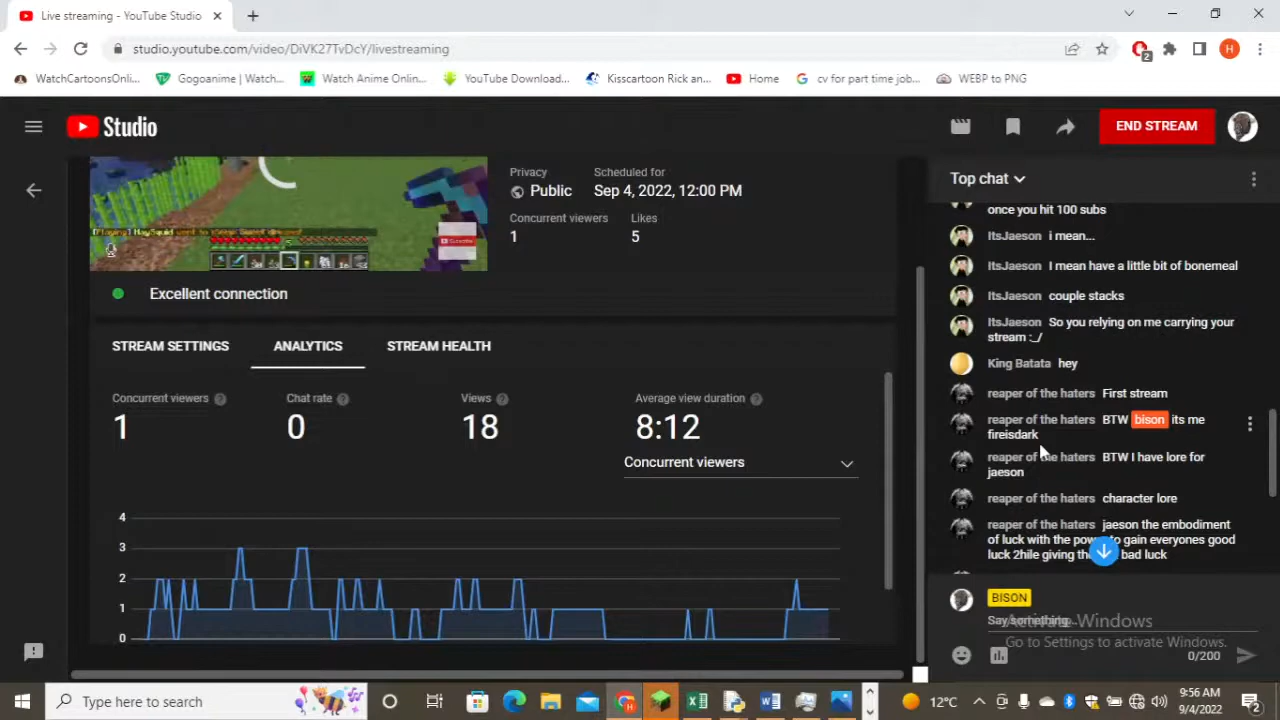 Live streaming - YouTube Studio
studio.youtube.com/video/DiVK27TvDcY/livestreaming
2
H
WatchCartoonsOnli...
Gogoanime | Watch...
Watch Anime Onlin...
YouTube Download...
Kisscartoon Rick an...
Home
cv for part time job...
WEBP to PNG
Studio
END STREAM
Privacy
Public
Scheduled for
Sep 4, 2022, 12:00 PM
Concurrent viewers
1
Likes
5
Subscribe
Excellent connection
STREAM SETTINGS
ANALYTICS
STREAM HEALTH
Concurrent viewers
1
Chat rate
0
Views
18
Average view duration
8:12
Concurrent viewers
4
3
2
1
0
Top chat
once you hit 100 subs
ItsJaeson i mean...
ItsJaeson I mean have a little bit of bonemeal
ItsJaeson couple stacks
ItsJaeson So you relying on me carrying your
stream :_/
King Batata hey
reaper of the haters First stream
reaper of the haters BTW bison its me
fireisdark
reaper of the haters BTW I have lore for
jaeson
reaper of the haters character lore
reaper of the haters jaeson the embodiment
of luck with the pow to gain everyones good
luck 2hile giving the bad luck
BISON
Say something...
0/200
Activate Windows
Go to Settings to activate Windows.
Type here to search
12°C
9:56 AM
9/4/2022
2